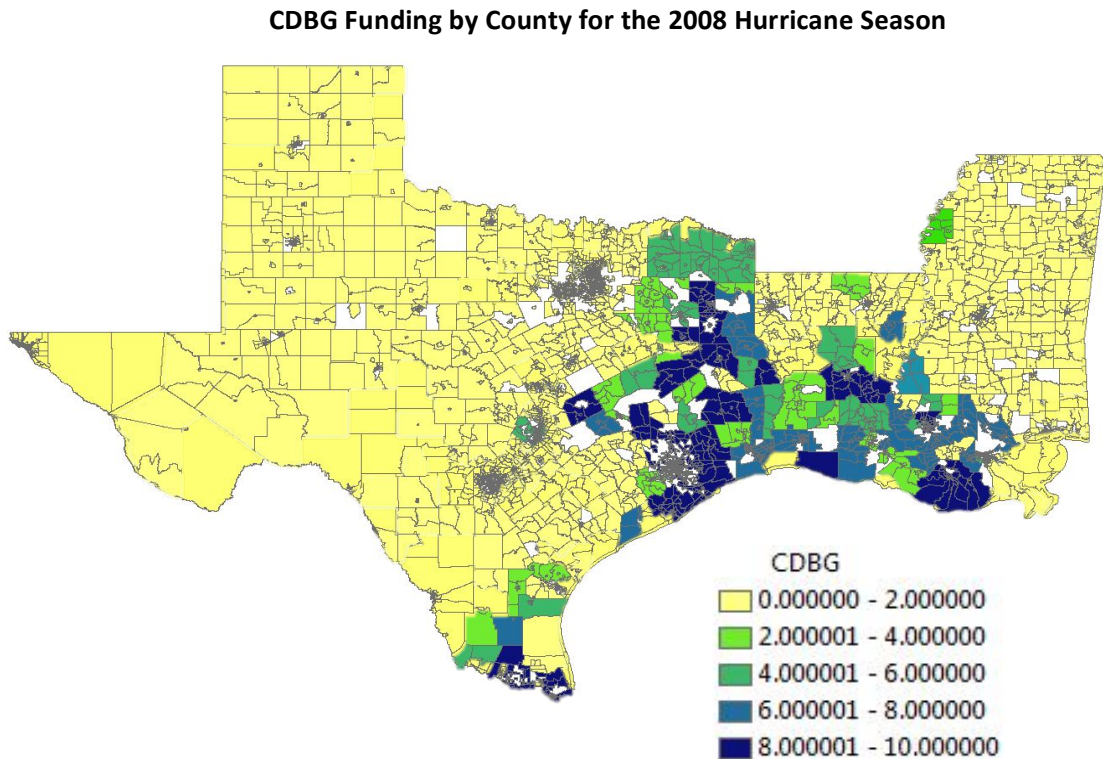 CDBG Funding by County for the 2008 Hurricane Season
CDBG
0.000000 - 2.000000
2.000001 - 4.000000
4.000001 - 6.000000
6.000001 - 8.000000
8.000001 - 10.000000